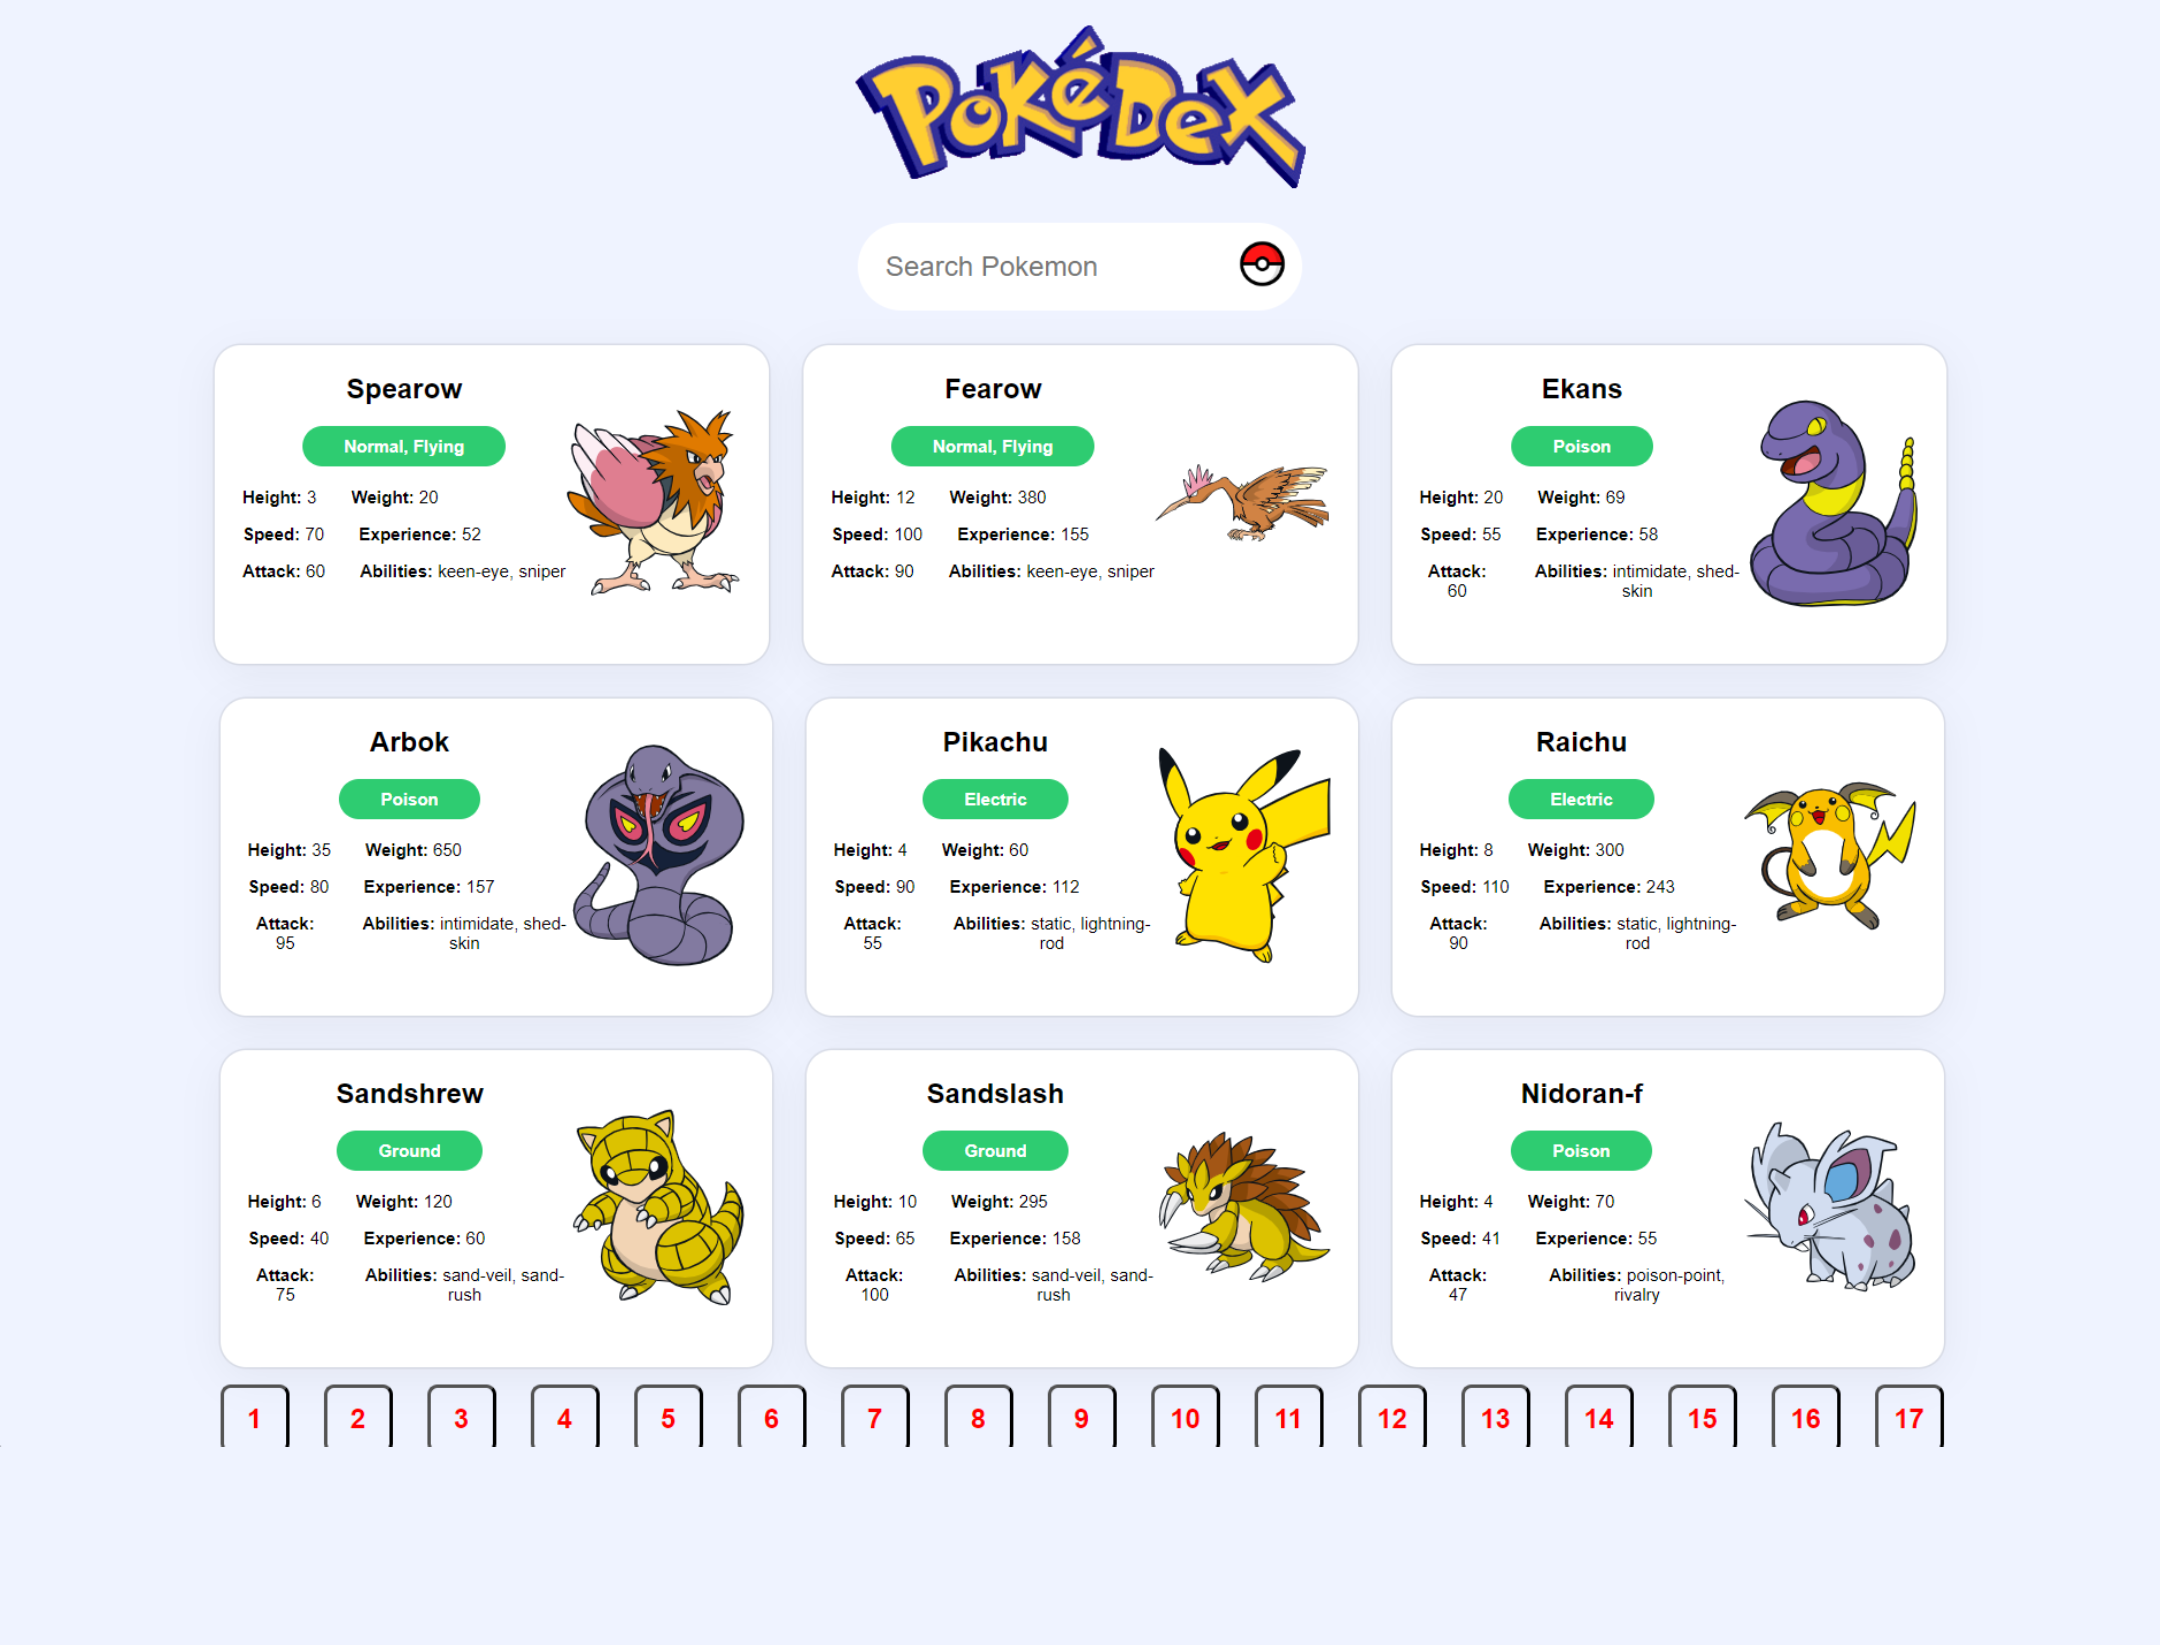 PoKéDex
Search Pokemon
Spearow
Normal, Flying
Height: 3 Weight: 20
Speed: 70 Experience: 52
Attack: 60 Abilities: keen-eye, sniper
Fearow
Normal, Flying
Height: 12 Weight: 380
Speed: 100 Experience: 155
Attack: 90 Abilities: keen-eye, sniper
Ekans
Poison
Height: 20 Weight: 69
Speed: 55 Experience: 58
Attack: Abilities: intimidate, shed-
60 skin
Arbok
Poison
Height: 35 Weight: 650
Speed: 80 Experience: 157
Attack: Abilities: intimidate, shed-
95 skin
Pikachu
Electric
Height: 4 Weight: 60
Speed: 90 Experience: 112
Attack: Abilities: static, lightning-
55 rod
Raichu
Electric
Height: 8 Weight: 300
Speed: 110 Experience: 243
Attack: Abilities: static, lightning-
90 rod
Sandshrew
Ground
Height: 6 Weight: 120
Speed: 40 Experience: 60
Attack: Abilities: sand-veil, sand-
75 rush
Sandslash
Ground
Height: 10 Weight: 295
Speed: 65 Experience: 158
Attack: Abilities: sand-veil, sand-
100 rush
Nidoran-f
Poison
Height: 4 Weight: 70
Speed: 41 Experience: 55
Attack: Abilities: poison-point,
47 rivalry
1 2 3 4 5 6 7 8 9 10 11 12 13 14 15 16 17